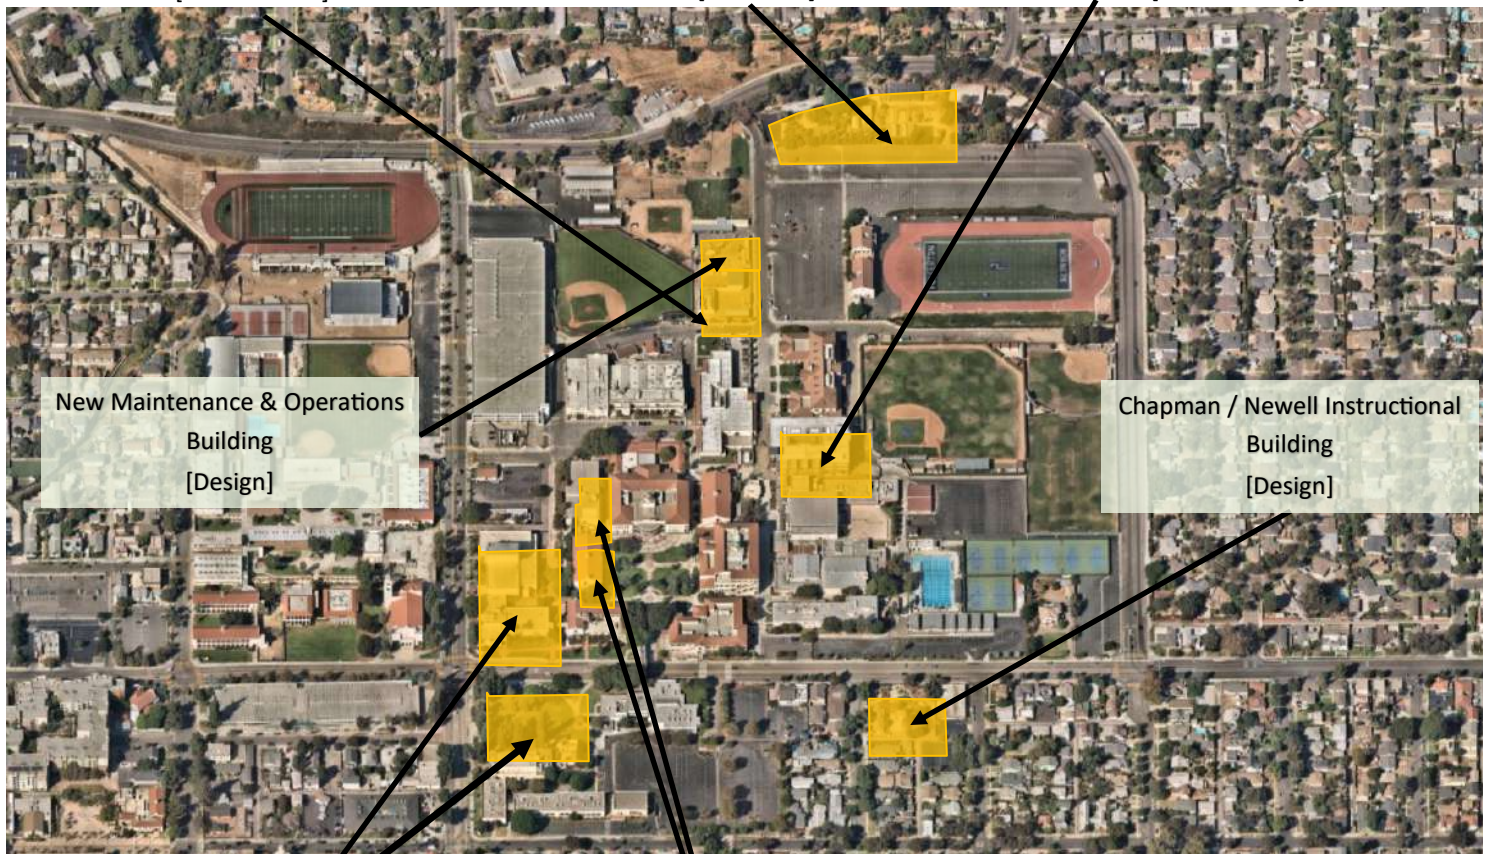 New Maintenance & Operations
Building
[Design]
Chapman / Newell Instructional
Building
[Design]